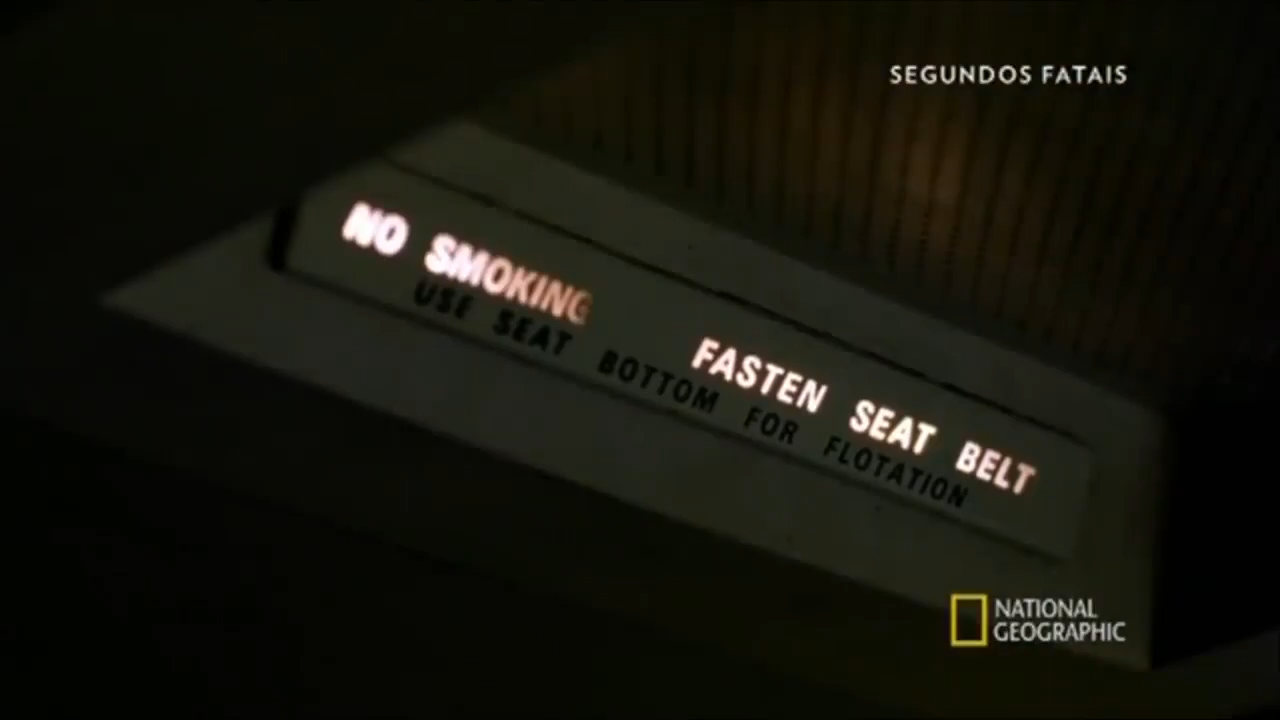 SEGUNDOS FATAIS
NO SMOKING
FASTEN SEAT BELT
USE SEAT BOTTOM FOR FLOTATION
NATIONAL
GEOGRAPHIC